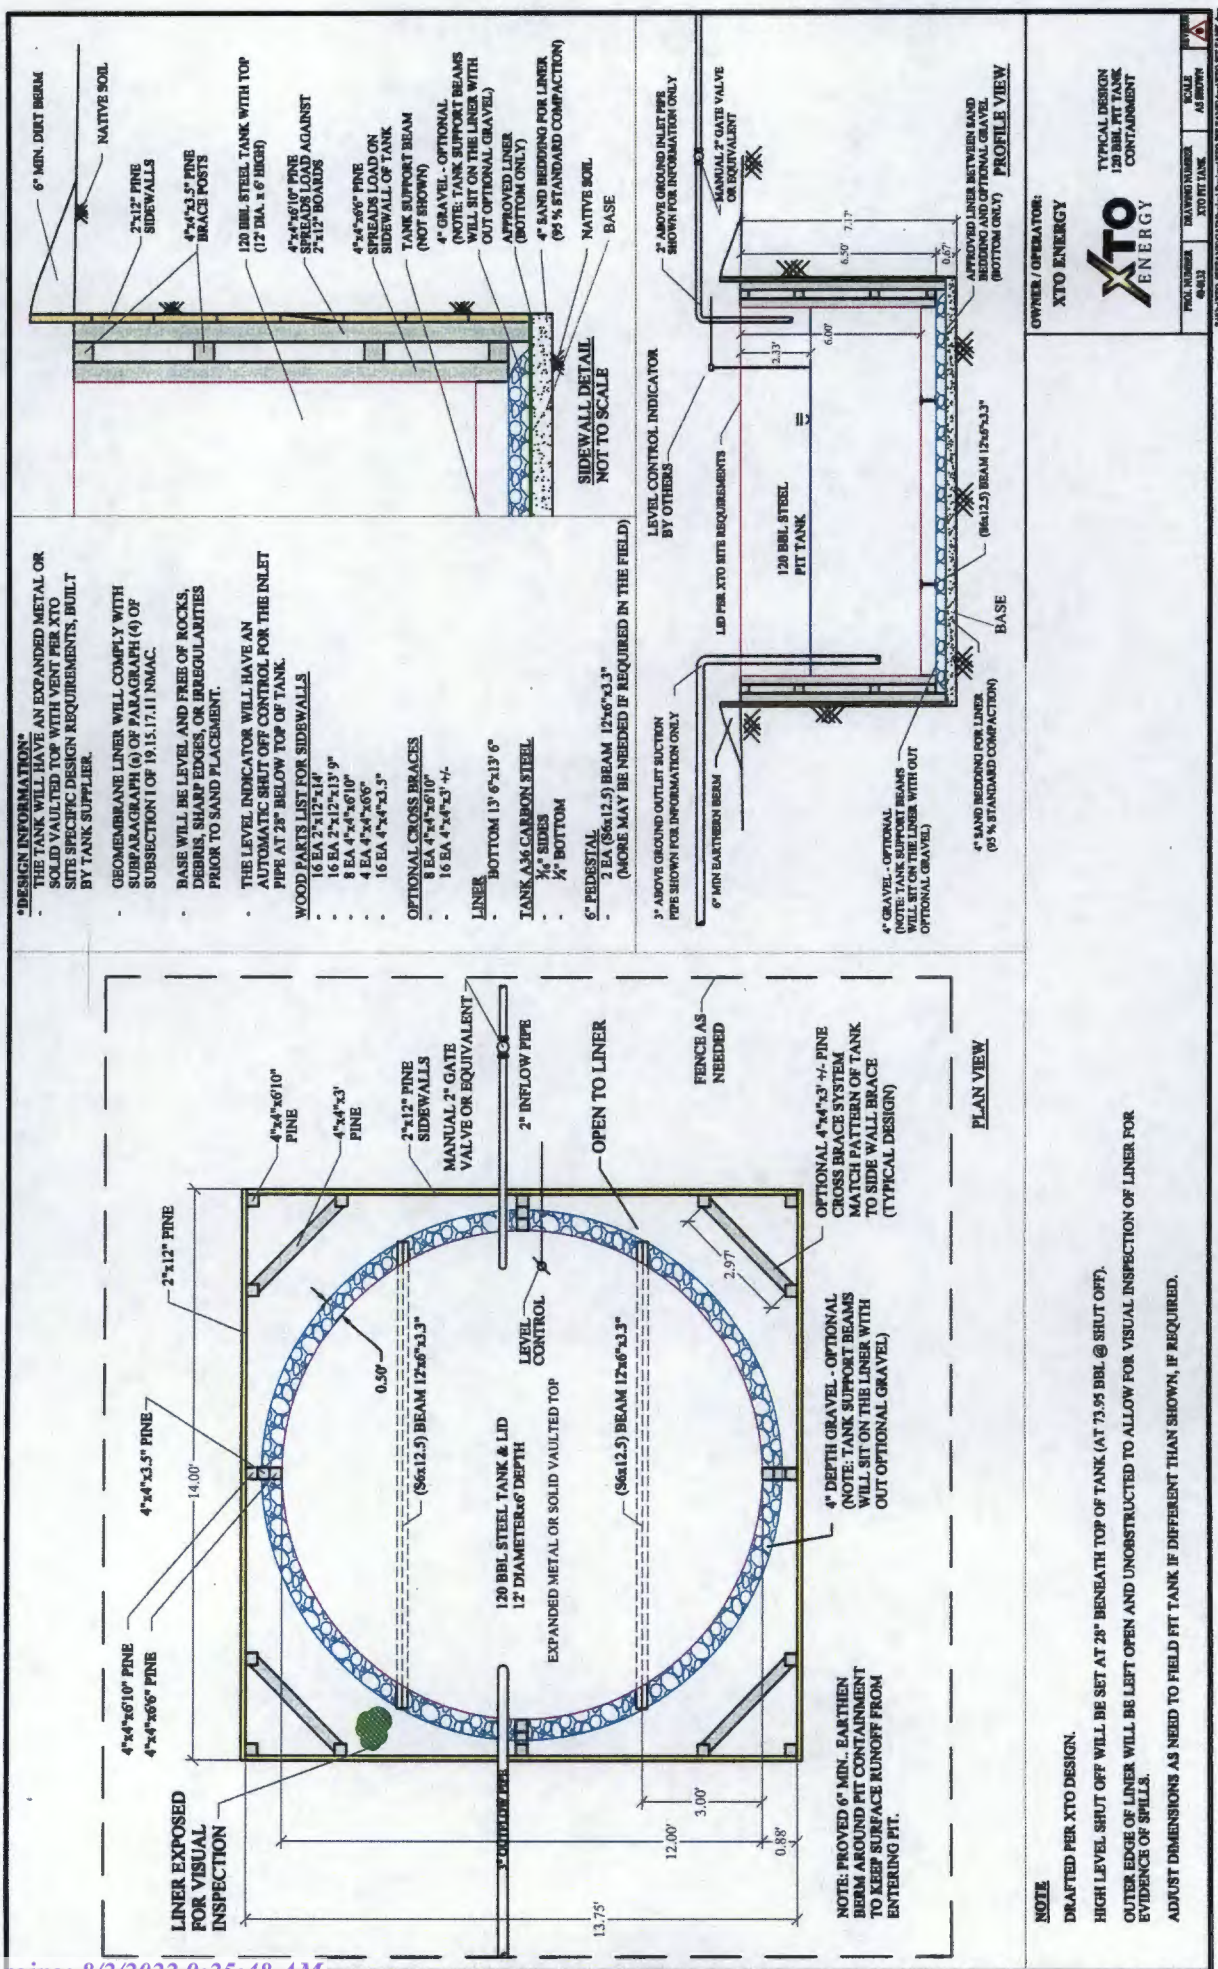 *DESIGN INFORMATION*
- THE TANK WILL HAVE AN EXPANDED METAL OR
SOLID VAULTED TOP WITH VENT PER XTO
SITE SPECIFIC DESIGN REQUIREMENTS, BUILT
BY TANK SUPPLIER.
- GEOMEMBRANE LINER WILL COMPLY WITH
SUBPARAGRAPH (a) OF PARAGRAPH (4) OF
SUBSECTION I OF 19.15.17.11 NMAC.
- BASE WILL BE LEVEL AND FREE OF ROCKS,
DEBRIS, SHARP EDGES, OR IRREGULARITIES
PRIOR TO SAND PLACEMENT.
- THE LEVEL INDICATOR WILL HAVE AN
AUTOMATIC SHUT OFF CONTROL FOR THE INLET
PIPE AT 28" BELOW TOP OF TANK.
WOOD PARTS LIST FOR SIDEWALLS
- 16 EA 2"x12"x14'
- 16 EA 2"x12"x13' 9"
- 8 EA 4"x4"x6'10"
- 4 EA 4"x4"x6'6"
- 16 EA 4"x4"x3.5"
OPTIONAL CROSS BRACES
- 8 EA 4"x4"x6'10"
- 16 EA 4"x4"x3' +/-
LINER
- BOTTOM 13' 6"x13' 6"
TANK A36 CARBON STEEL
- SIDES
- BOTTOM
6" PEDESTAL
- 2 EA (S6x12.5) BEAM 12'x6"x3.3"
(MORE MAY BE NEEDED IF REQUIRED IN THE FIELD)
6" MIN. DIRT BERM
NATIVE SOIL
2"x12" PINE
SIDEWALLS
4"x4"x3.5" PINE
BRACE POSTS
120 BBL STEEL TANK WITH TOP
(12' DIA. x 6' HIGH)
4"x4"x6'10" PINE
SPREADS LOAD AGAINST
2"x12" BOARDS
4"x4"x6'6" PINE
SPREADS LOAD ON
SIDEWALL OF TANK
TANK SUPPORT BEAM
(NOT SHOWN)
4" GRAVEL - OPTIONAL
(NOTE: TANK SUPPORT BEAMS
WILL SIT ON THE LINER WITH
OUT OPTIONAL GRAVEL)
APPROVED LINER
(BOTTOM ONLY)
4" SAND BEDDING FOR LINER
(95 % STANDARD COMPACTION)
NATIVE SOIL
BASE
SIDEWALL DETAIL
NOT TO SCALE
4"x4"x6'10" PINE
4"x4"x6'6" PINE
4"x4"x3.5" PINE
14.00'
2"x12" PINE
4"x4"x6'10"
PINE
4"x4"x3'
PINE
2"x12" PINE
SIDEWALLS
MANUAL 2" GATE
VALVE OR EQUIVALENT
2" INFLOW PIPE
OPEN TO LINER
FENCE AS
NEEDED
LINER EXPOSED
FOR VISUAL
INSPECTION
0.50'
(S6x12.5) BEAM 12'x6"x3.3"
LEVEL
CONTROL
120 BBL STEEL TANK & LID
12' DIAMETERx6' DEPTH
EXPANDED METAL OR SOLID VAULTED TOP
(S6x12.5) BEAM 12'x6"x3.3"
3" OUTFLOW PIPE
2.97'
13.75'
12.00'
3.00'
0.88'
OPTIONAL 4"x4"x3' +/- PINE
CROSS BRACE SYSTEM
MATCH PATTERN OF TANK
TO SIDE WALL BRACE
(TYPICAL DESIGN)
4" DEPTH GRAVEL - OPTIONAL
(NOTE: TANK SUPPORT BEAMS
WILL SIT ON THE LINER WITH
OUT OPTIONAL GRAVEL)
NOTE: PROVED 6" MIN.. EARTHEN
BERM AROUND PIT CONTAINMENT
TO KEEP SURFACE RUNOFF FROM
ENTERING PIT.
PLAN VIEW
3" ABOVE GROUND OUTLET SUCTION
PIPE SHOWN FOR INFORMATION ONLY
6" MIN EARTHERN BERM
LEVEL CONTROL INDICATOR
BY OTHERS
2" ABOVE GROUND INLET PIPE
SHOWN FOR INFORMATION ONLY
MANUAL 2" GATE VALVE
OR EQUIVALENT
LID PER XTO SITE REQUIREMENTS
120 BBL STEEL
PIT TANK
2.33'
6.00'
6.50'
7.17'
0.67'
4" GRAVEL - OPTIONAL
(NOTE: TANK SUPPORT BEAMS
WILL SIT ON THE LINER WITH OUT
OPTIONAL GRAVEL)
4" SAND BEDDING FOR LINER
(95 % STANDARD COMPACTION)
BASE
(S6x12.5) BEAM 12'x6"x3.3"
APPROVED LINER BETWEEN SAND
BEDDING AND OPTIONAL GRAVEL
(BOTTOM ONLY)
PROFILE VIEW
NOTE
DRAFTED PER XTO DESIGN.
HIGH LEVEL SHUT OFF WILL BE SET AT 28" BENEATH TOP OF TANK (AT 73.95 BBL @ SHUT OFF).
OUTER EDGE OF LINER WILL BE LEFT OPEN AND UNOBSTRUCTED TO ALLOW FOR VISUAL INSPECTION OF LINER FOR
EVIDENCE OF SPILLS.
ADJUST DIMENSIONS AS NEED TO FIELD FIT TANK IF DIFFERENT THAN SHOWN, IF REQUIRED.
OWNER / OPERATOR:
XTO ENERGY
XTO
ENERGY
TYPICAL DESIGN
120 BBL PIT TANK
CONTAINMENT
PROJ. NUMBER
DRAWING NUMBER
XTO PIT TANK
SCALE
AS SHOWN
8/2/2022 9:25:48 AM